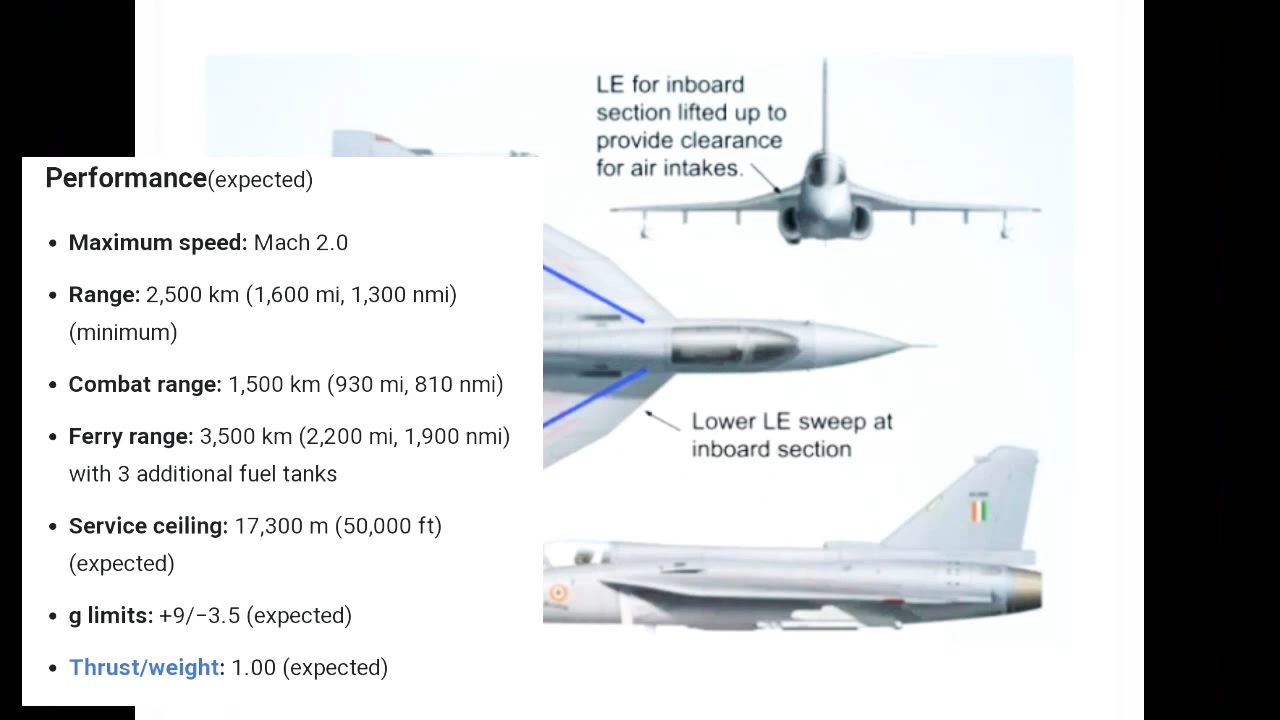 LE for inboard
section lifted up to
provide clearance
for air intakes.
Performance(expected)
• Maximum speed: Mach 2.0
• Range: 2,500 km (1,600 mi, 1,300 nmi)
(minimum)
• Combat range: 1,500 km (930 mi, 810 nmi)
• Ferry range: 3,500 km (2,200 mi, 1,900 nmi)
with 3 additional fuel tanks
• Service ceiling: 17,300 m (50,000 ft)
(expected)
• g limits: +9/−3.5 (expected)
• Thrust/weight: 1.00 (expected)
Lower LE sweep at
inboard section